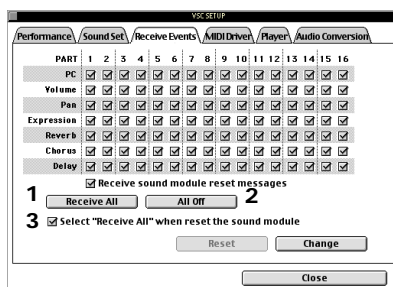 VSC SETUP
Performance Sound Set Receive Events MIDI Driver Player Audio Conversion
PART 1 2 3 4 5 6 7 8 9 10 11 12 13 14 15 16
PC
Volume
Pan
Expression
Reverb
Chorus
Delay
Receive sound module reset messages
1 Receive All All Off 2
3 Select "Receive All" when reset the sound module
Reset Change
Close